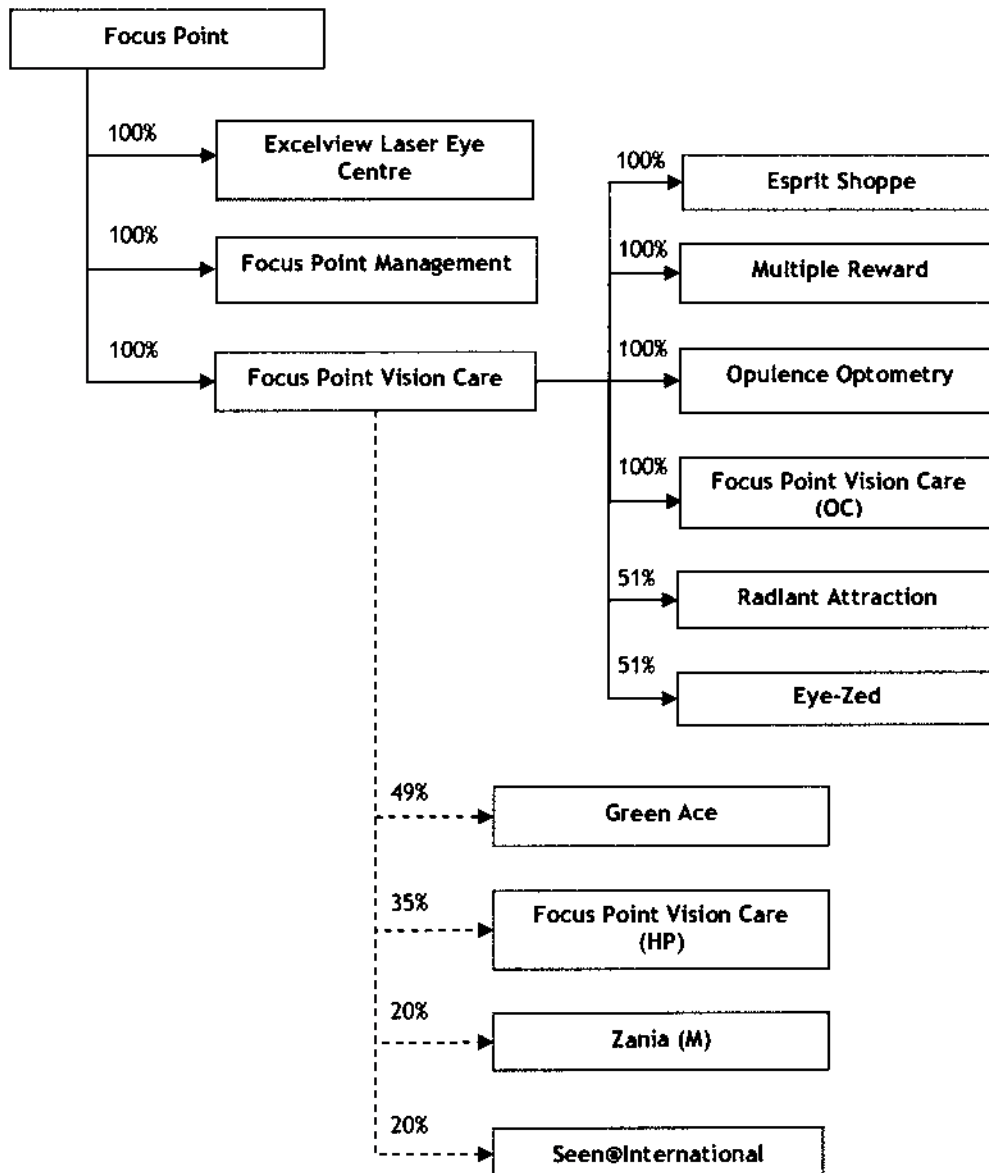 Focus Point
100%
Excelview Laser Eye
Centre
100%
Focus Point Management
100%
Focus Point Vision Care
100%
Esprit Shoppe
100%
Multiple Reward
100%
Opulence Optometry
100%
Focus Point Vision Care
(OC)
51%
Radiant Attraction
51%
Eye-Zed
49%
Green Ace
35%
Focus Point Vision Care
(HP)
20%
Zania (M)
20%
Seen@International